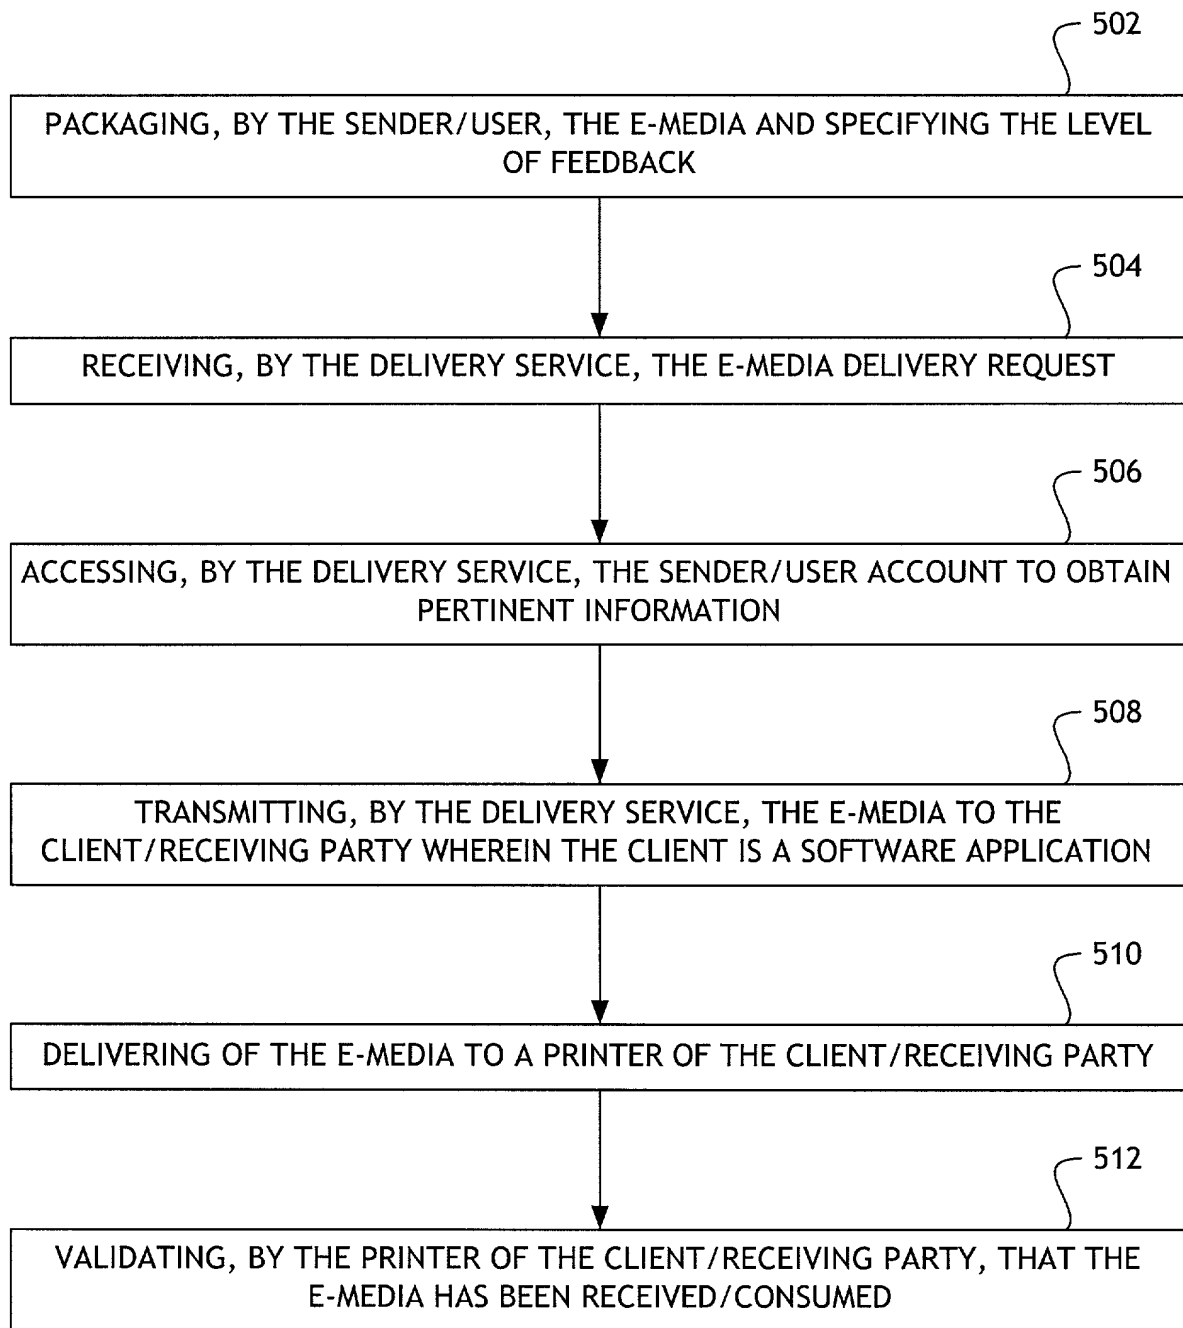 502
PACKAGING, BY THE SENDER/USER, THE E-MEDIA AND SPECIFYING THE LEVEL
OF FEEDBACK
504
RECEIVING, BY THE DELIVERY SERVICE, THE E-MEDIA DELIVERY REQUEST
506
ACCESSING, BY THE DELIVERY SERVICE, THE SENDER/USER ACCOUNT TO OBTAIN
PERTINENT INFORMATION
508
TRANSMITTING, BY THE DELIVERY SERVICE, THE E-MEDIA TO THE
CLIENT/RECEIVING PARTY WHEREIN THE CLIENT IS A SOFTWARE APPLICATION
510
DELIVERING OF THE E-MEDIA TO A PRINTER OF THE CLIENT/RECEIVING PARTY
512
VALIDATING, BY THE PRINTER OF THE CLIENT/RECEIVING PARTY, THAT THE
E-MEDIA HAS BEEN RECEIVED/CONSUMED